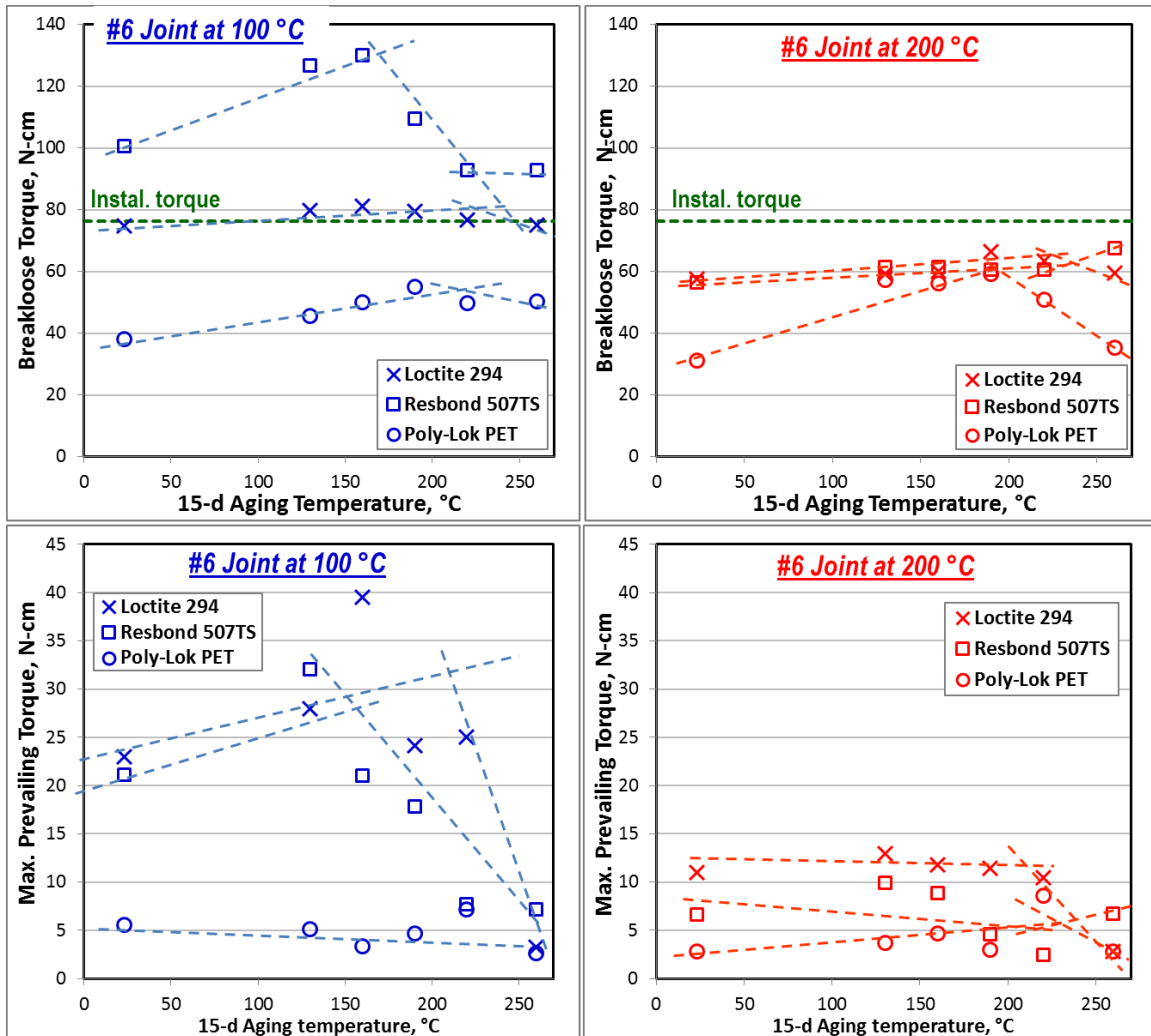 #6 Joint at 100 °C
Breakloose Torque, N-cm
140
120
100
80
60
40
20
0
Instal. torque
Loctite 294
Resbond 507TS
Poly-Lok PET
0 50 100 150 200 250
15-d Aging Temperature, °C
#6 Joint at 200 °C
Breakloose Torque, N-cm
140
120
100
80
60
40
20
0
Instal. torque
Loctite 294
Resbond 507TS
Poly-Lok PET
0 50 100 150 200 250
15-d Aging Temperature, °C
#6 Joint at 100 °C
Max. Prevailing Torque, N-cm
45
40
35
30
25
20
15
10
5
0
Loctite 294
Resbond 507TS
Poly-Lok PET
0 50 100 150 200 250
15-d Aging temperature, °C
#6 Joint at 200 °C
Max. Prevailing Torque, N-cm
45
40
35
30
25
20
15
10
5
0
Loctite 294
Resbond 507TS
Poly-Lok PET
0 50 100 150 200 250
15-d Aging temperature, °C